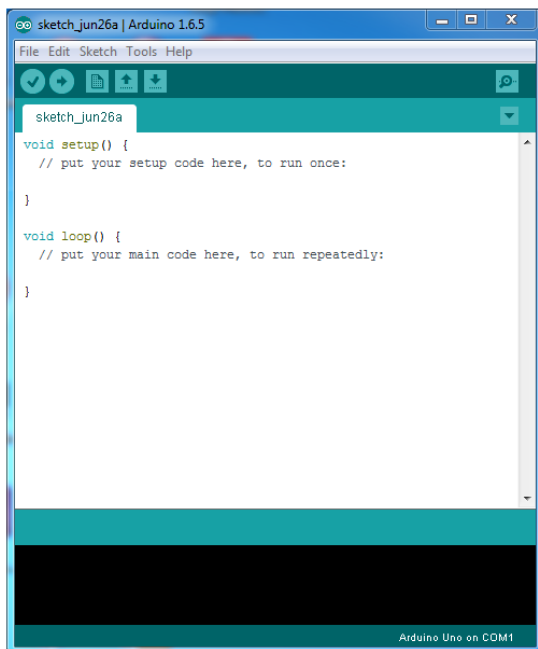 sketch_jun26a | Arduino 1.6.5
File Edit Sketch Tools Help
sketch_jun26a
void setup() {
  // put your setup code here, to run once:
}
void loop() {
  // put your main code here, to run repeatedly:
}
Arduino Uno on COM1